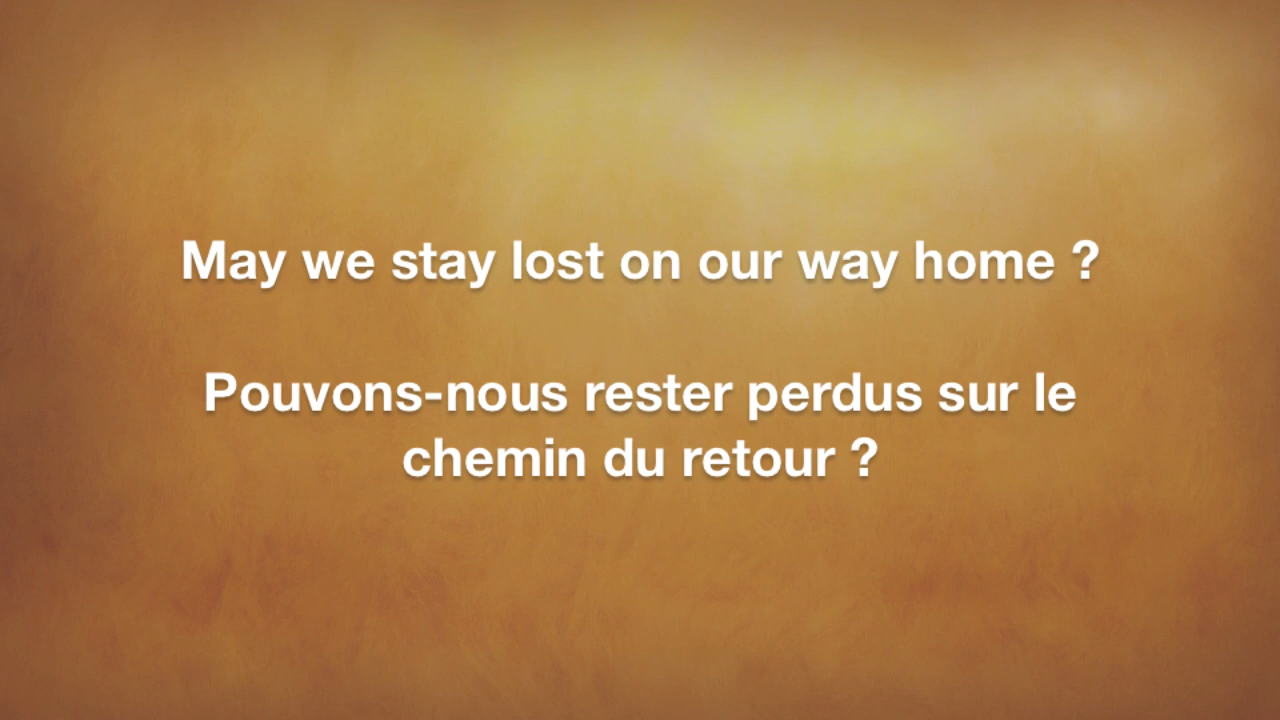 May we stay lost on our way home ?
Pouvons-nous rester perdus sur le
chemin du retour ?